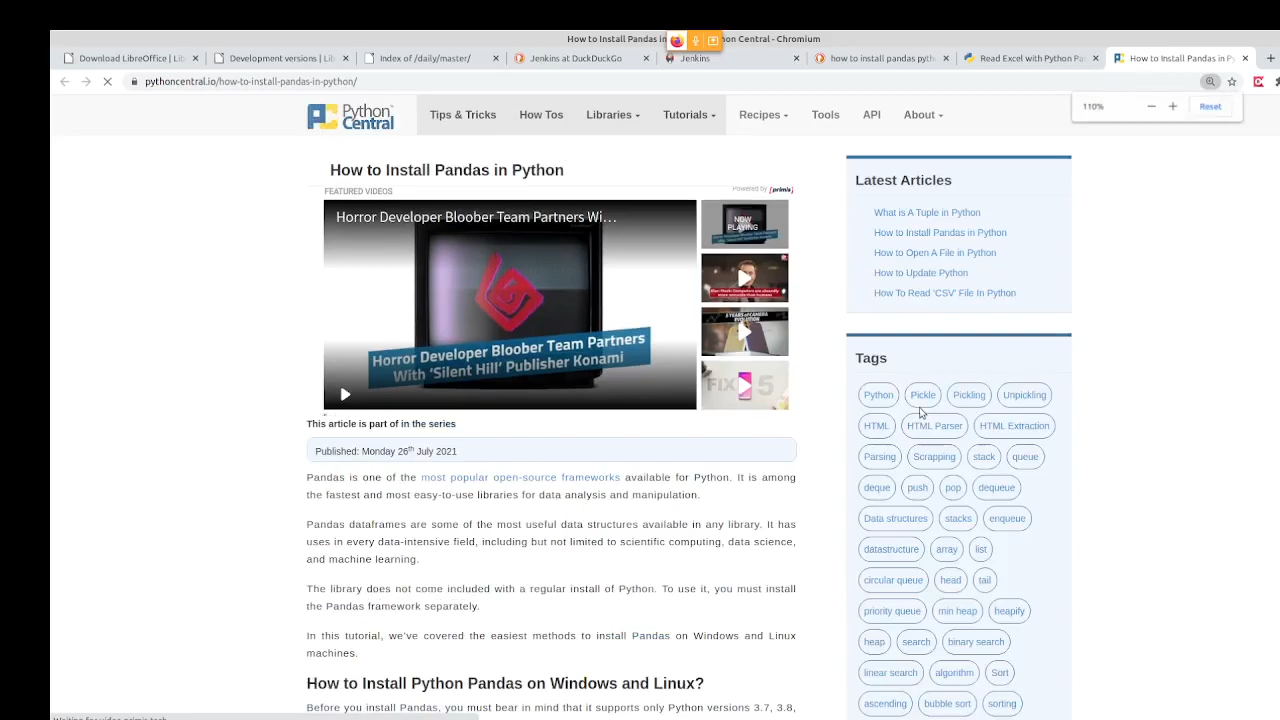 How to Install Pandas in
on Central - Chromium
Download LibreOffice | Lib
Development versions | Lib
Index of /daily/master/
Jenkins at DuckDuckGo
Jenkins
how to install pandas pyth
Read Excel with Python Pa
How to Install Pandas in Py
pythoncentral.io/how-to-install-pandas-in-python/
110%
Reset
Python Central
Tips & Tricks
How Tos
Libraries
Tutorials
Recipes
Tools
API
About
How to Install Pandas in Python
FEATURED VIDEOS
Powered by [primis]
Horror Developer Bloober Team Partners Wi...
Horror Developer Bloober Team Partners
With ‘Silent Hill’ Publisher Konami
NOW
PLAYING
FIX 5
This article is part of in the series
Published: Monday 26th July 2021
Pandas is one of the most popular open-source frameworks available for Python. It is among
the fastest and most easy-to-use libraries for data analysis and manipulation.
Pandas dataframes are some of the most useful data structures available in any library. It has
uses in every data-intensive field, including but not limited to scientific computing, data science,
and machine learning.
The library does not come included with a regular install of Python. To use it, you must install
the Pandas framework separately.
In this tutorial, we’ve covered the easiest methods to install Pandas on Windows and Linux
machines.
How to Install Python Pandas on Windows and Linux?
Before you install Pandas, you must bear in mind that it supports only Python versions 3.7, 3.8,
Latest Articles
What is A Tuple in Python
How to Install Pandas in Python
How to Open A File in Python
How to Update Python
How To Read ‘CSV’ File In Python
Tags
Python Pickle Pickling Unpickling
HTML HTML Parser HTML Extraction
Parsing Scrapping stack queue
deque push pop dequeue
Data structures stacks enqueue
datastructure array list
circular queue head tail
priority queue min heap heapify
heap search binary search
linear search algorithm Sort
ascending bubble sort sorting